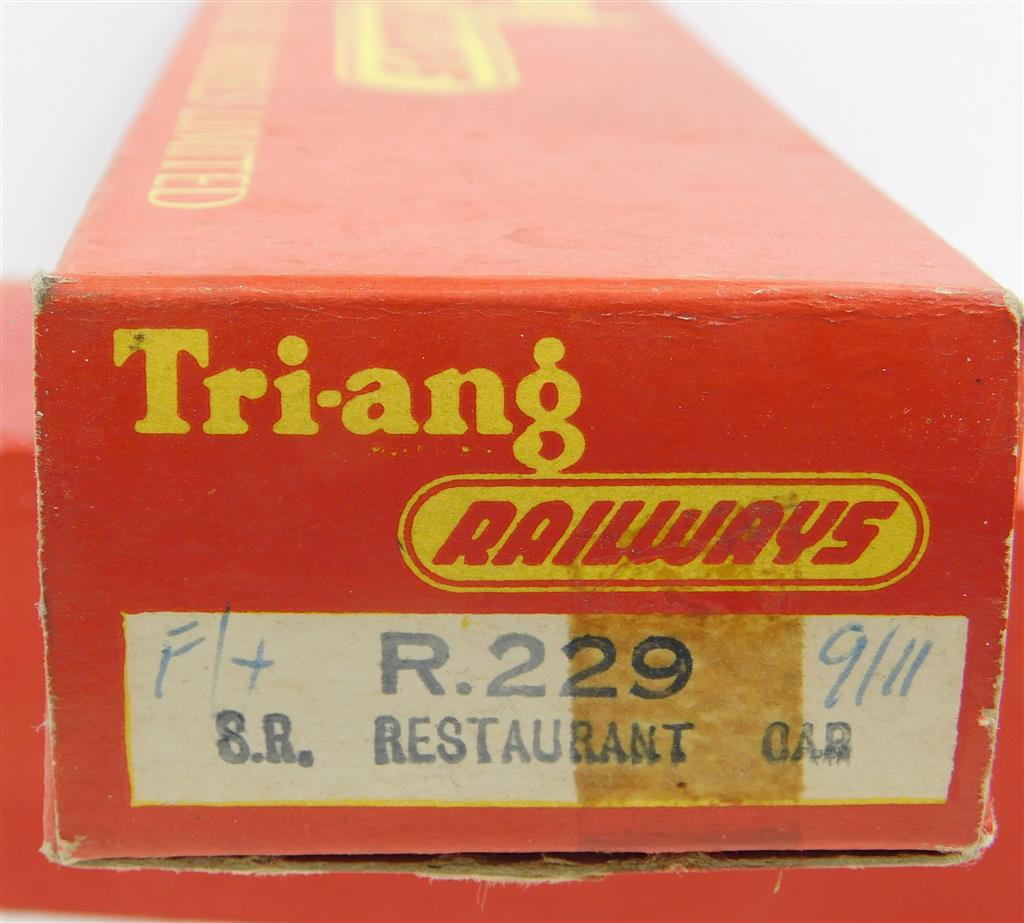 Tri-ang
RAILWAYS
F/+ R.229 9/11
S.R. RESTAURANT CAR